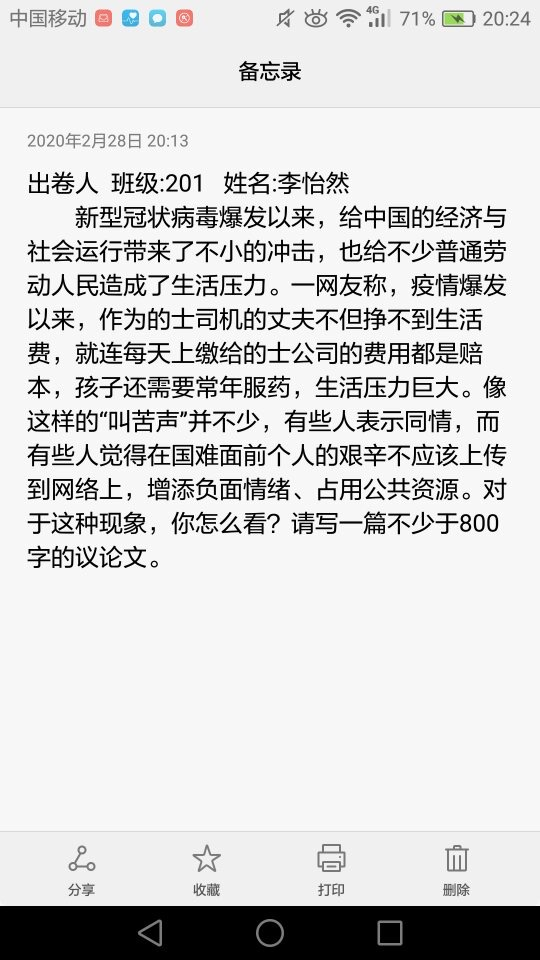 中国移动 4G 71% 20:24
备忘录
2020年2月28日 20:13
出卷人 班级:201 姓名:李怡然
新型冠状病毒爆发以来，给中国的经济与
社会运行带来了不小的冲击，也给不少普通劳
动人民造成了生活压力。一网友称，疫情爆发
以来，作为的士司机的丈夫不但挣不到生活
费，就连每天上缴给的士公司的费用都是赔
本，孩子还需要常年服药，生活压力巨大。像
这样的“叫苦声”并不少，有些人表示同情，而
有些人觉得在国难面前个人的艰辛不应该上传
到网络上，增添负面情绪、占用公共资源。对
于这种现象，你怎么看？请写一篇不少于800
字的议论文。
分享 收藏 打印 删除